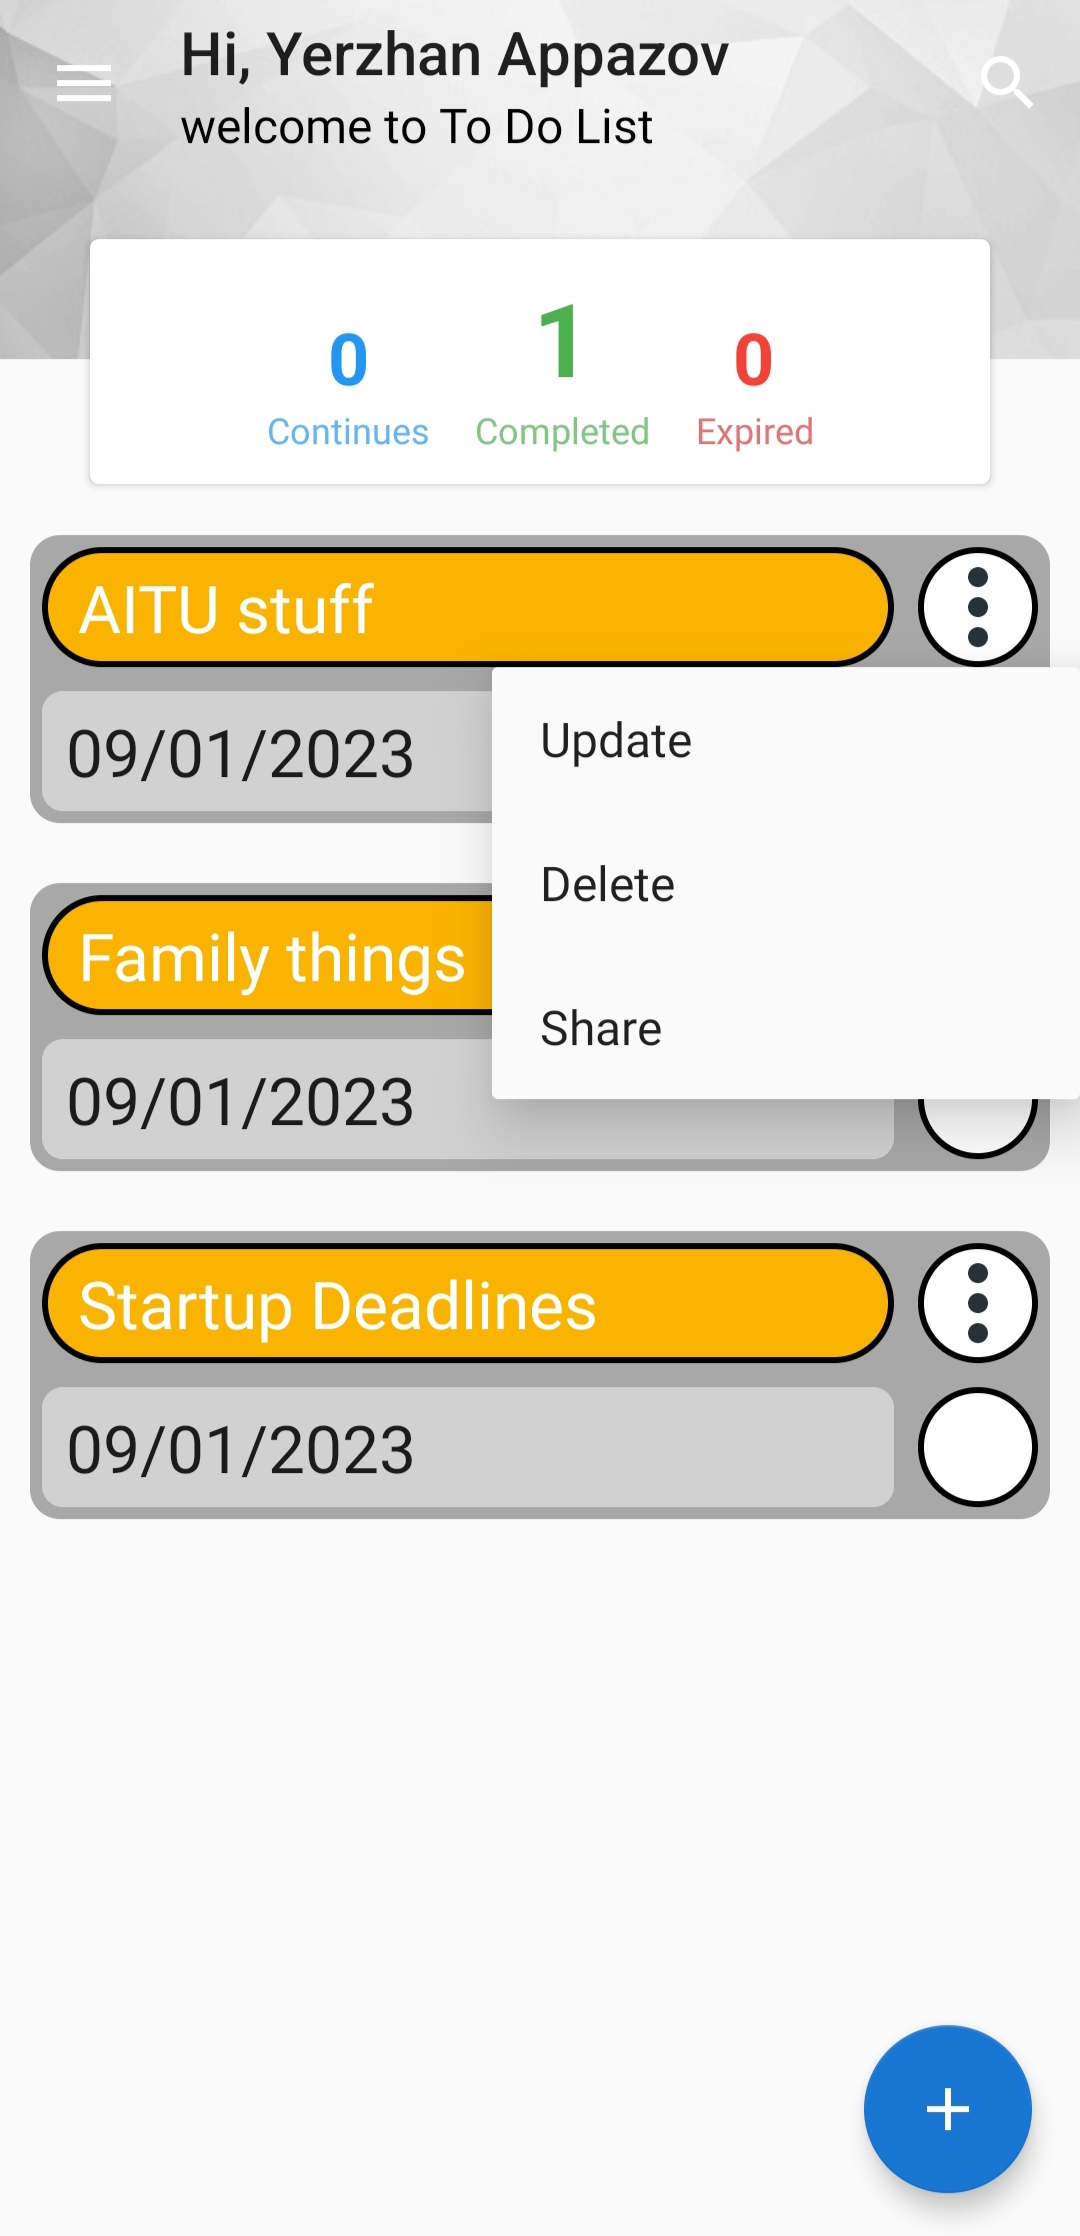 Hi, Yerzhan Appazov
welcome to To Do List
0
1
0
Continues
Completed
Expired
AITU stuff
09/01/2023
Update
Delete
Share
Family things
09/01/2023
Startup Deadlines
09/01/2023